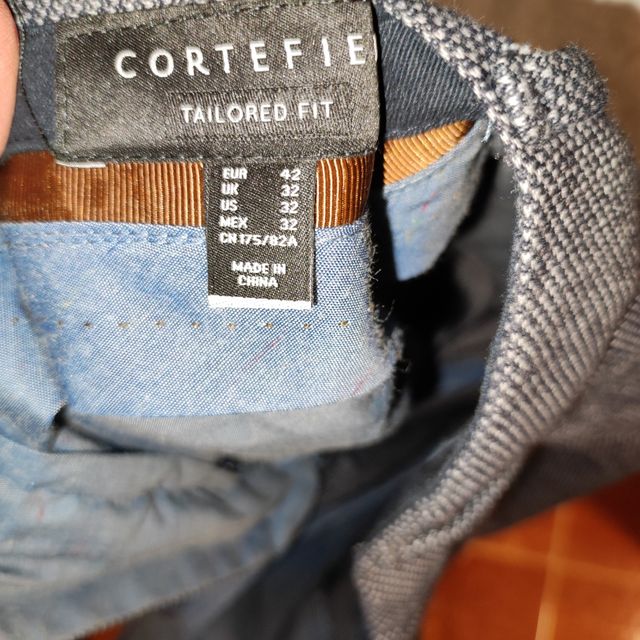 CORTEFIE
TAILORED FIT
EUR 42
UK 32
US 32
MEX 32
CN 175/82A
MADE IN
CHINA